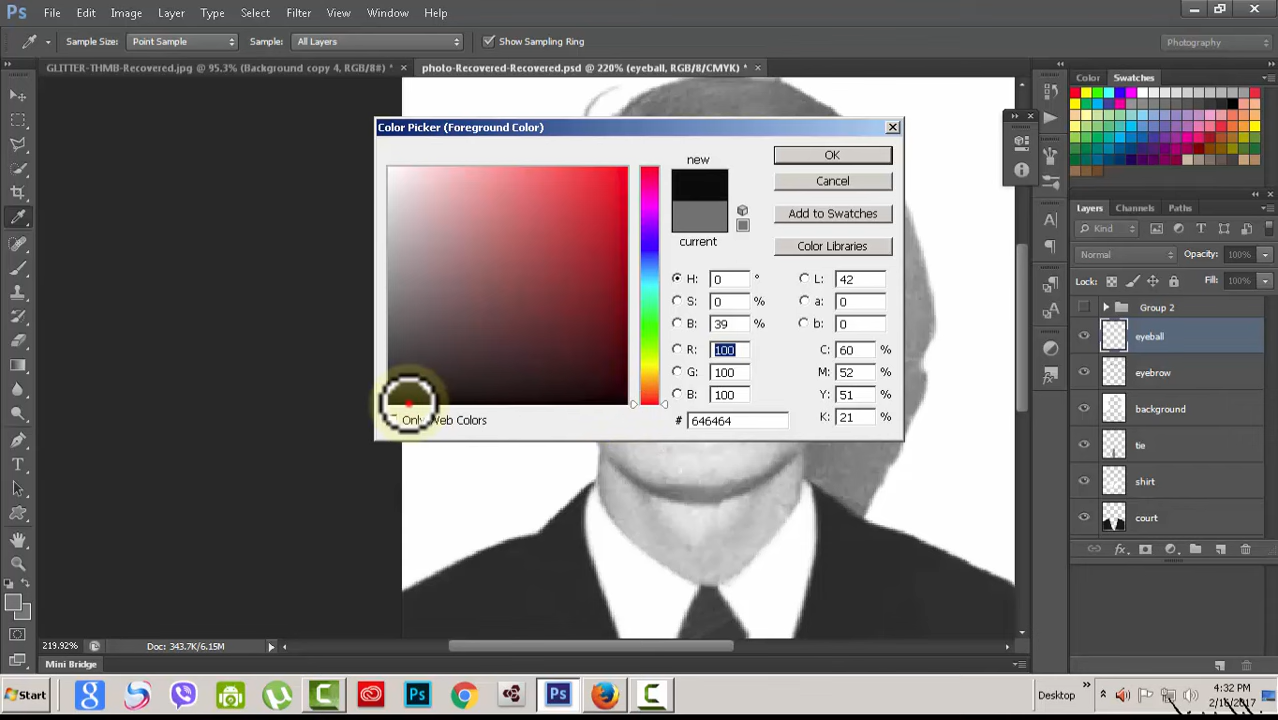 Ps File Edit Image Layer Type Select Filter View Window Help
Sample Size: Point Sample Sample: All Layers Show Sampling Ring Photography
GLITTER-THMB-Recovered.jpg @ 95.3% (Background copy 4, RGB/8#) * × photo-Recovered-Recovered.psd @ 220% (eyeball, RGB/8/CMYK) * ×
Color Swatches
Color Picker (Foreground Color)
new
OK
Cancel
Add to Swatches
current
Color Libraries
H: 0 ° L: 42
S: 0 % a: 0
B: 39 % b: 0
R: 100 C: 60 %
G: 100 M: 52 %
B: 100 Y: 51 %
# 646464 K: 21 %
Only Web Colors
Layers Channels Paths
Kind
Normal Opacity: 100%
Lock: Fill: 100%
Group 2
eyeball
eyebrow
background
tie
shirt
court
219.92% Doc: 343.7K/6.15M
Mini Bridge
Start
Desktop »
4:32 PM
2/16/2017